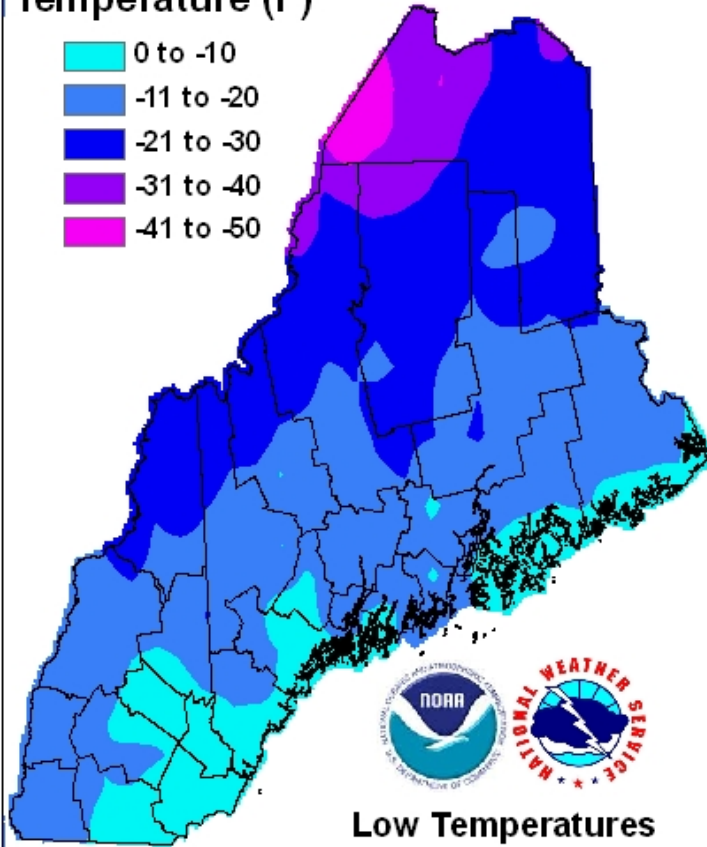 Temperature (F)
0 to -10
-11 to -20
-21 to -30
-31 to -40
-41 to -50
NOAA
NATIONAL WEATHER SERVICE
Low Temperatures